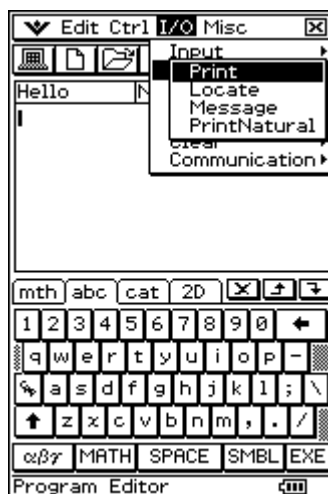 Edit Ctrl I/O Misc
Input
Print
Locate
Message
PrintNatural
Clear
Communication
Hello N
mth abc cat 2D
1 2 3 4 5 6 7 8 9 0
q w e r t y u i o p -
a s d f g h j k l ;
z x c v b n m , . /
αβγ MATH SPACE SMBL EXE
Program Editor